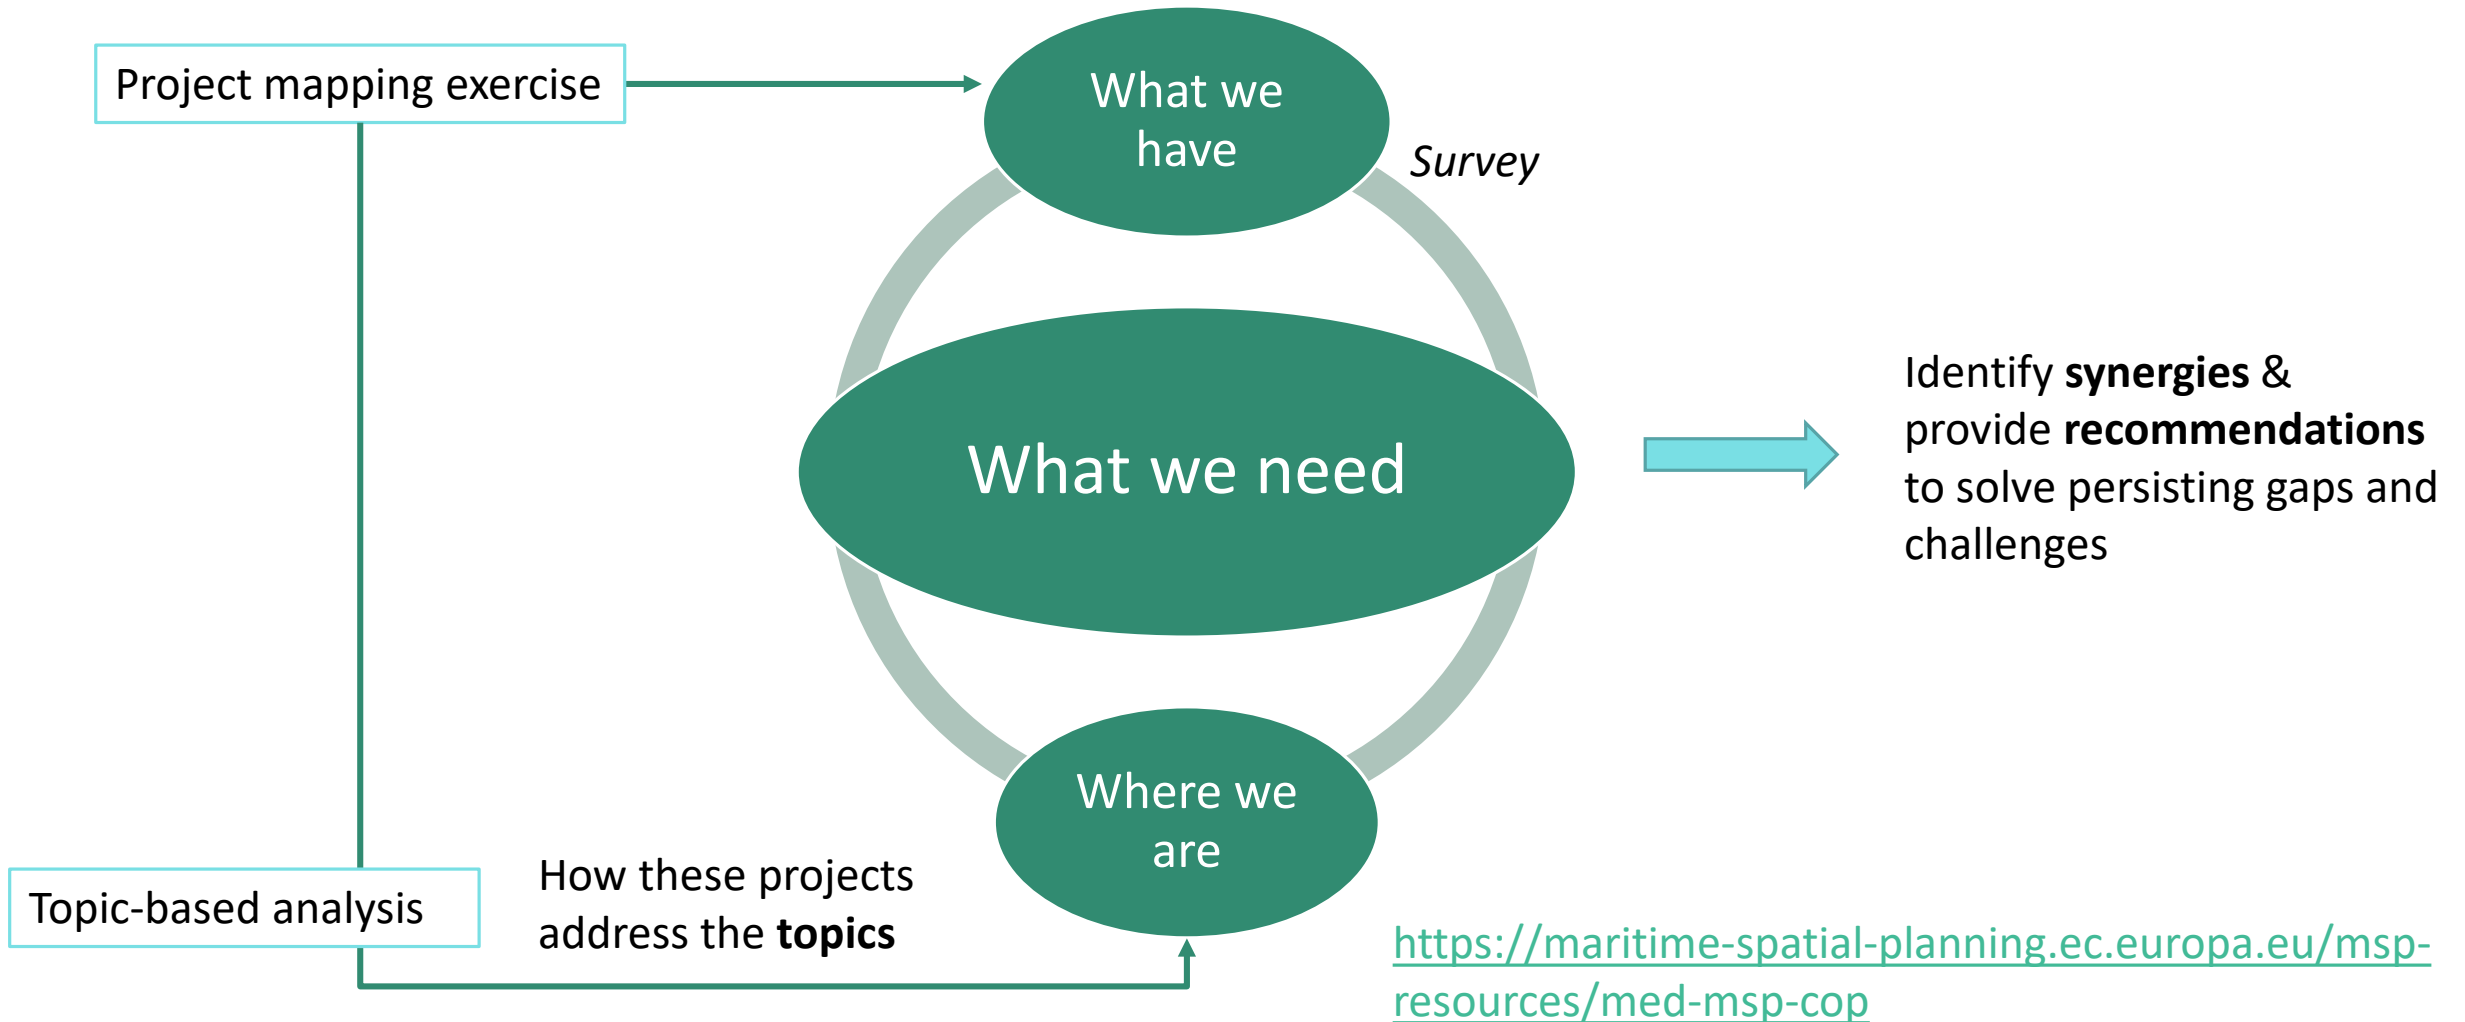 Project mapping exercise
What we
have
Survey
What we need
Identify synergies &
provide recommendations
to solve persisting gaps and
challenges
Where we
are
Topic-based analysis
How these projects
address the topics
https://maritime-spatial-planning.ec.europa.eu/msp-
resources/med-msp-cop